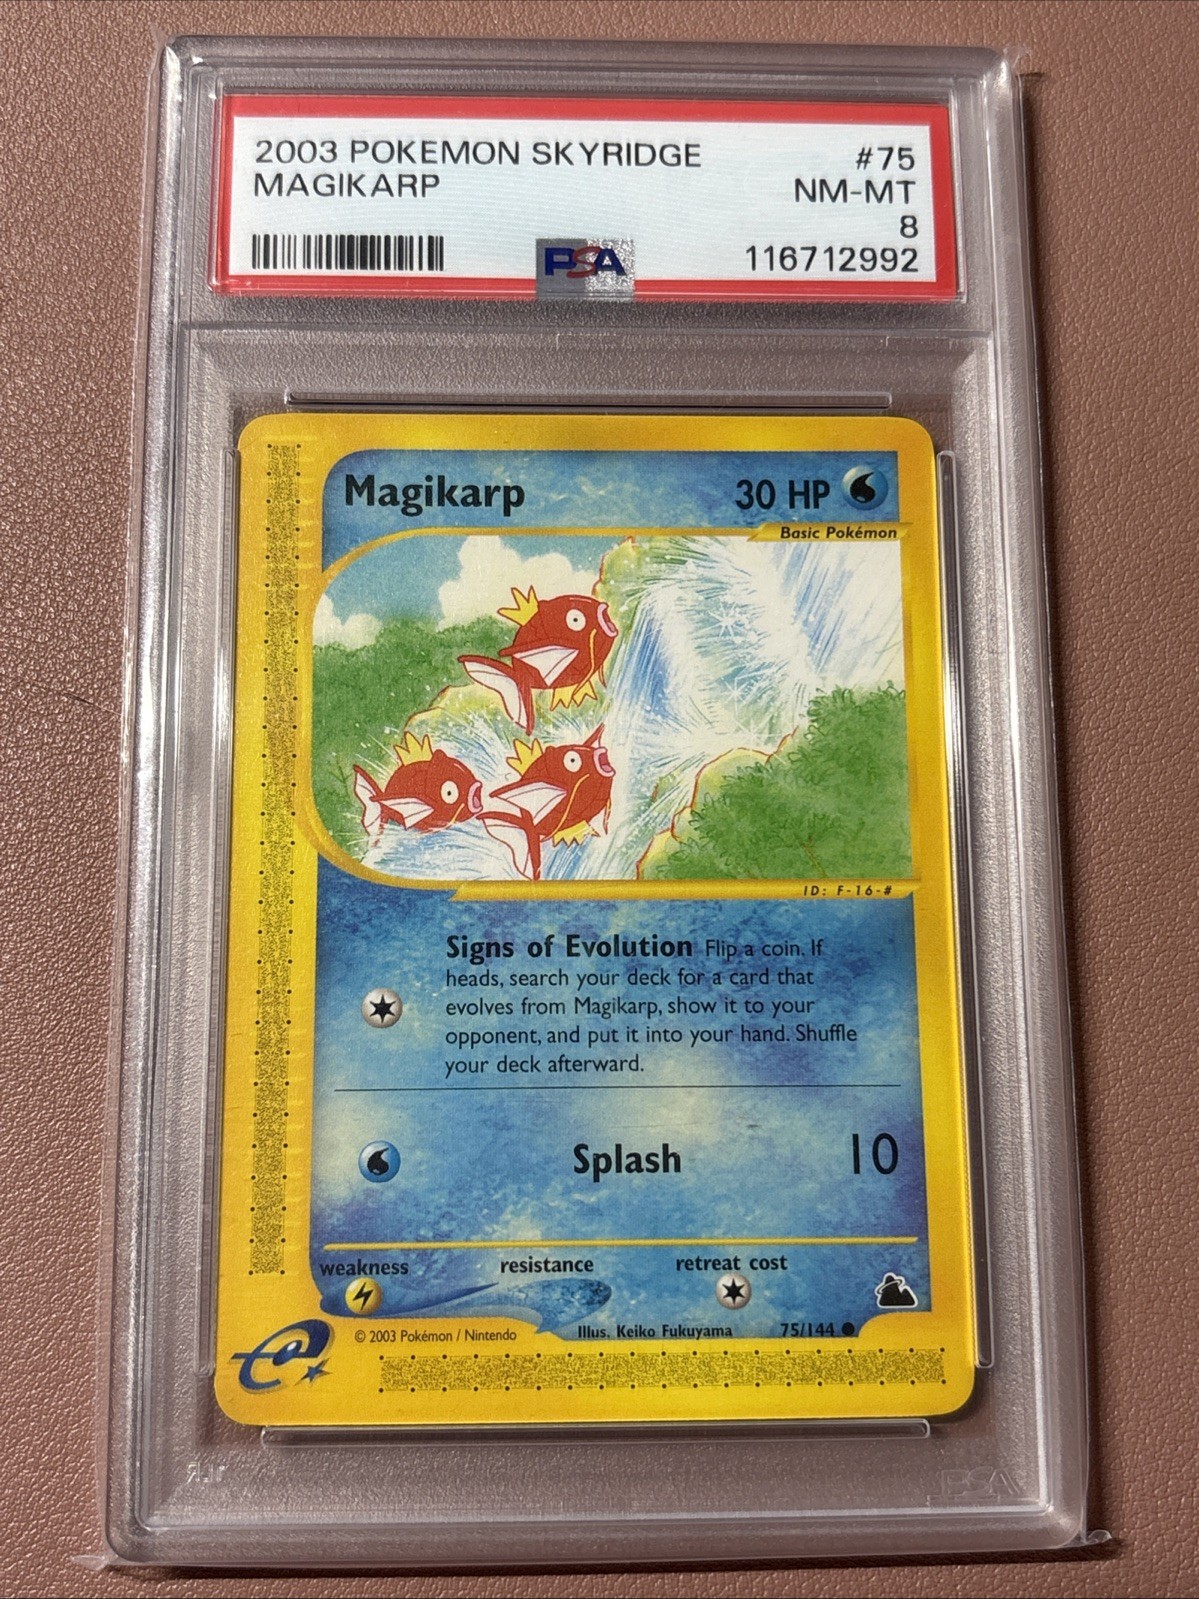 2003 POKEMON SKYRIDGE #75
MAGIKARP NM-MT
8
PSA 116712992
Magikarp 30 HP
Basic Pokémon
ID: F-16-#
Signs of Evolution Flip a coin. If
heads, search your deck for a card that
evolves from Magikarp, show it to your
opponent, and put it into your hand. Shuffle
your deck afterward.
Splash 10
weakness resistance retreat cost
© 2003 Pokémon / Nintendo Illus. Keiko Fukuyama 75/144
e
PSA